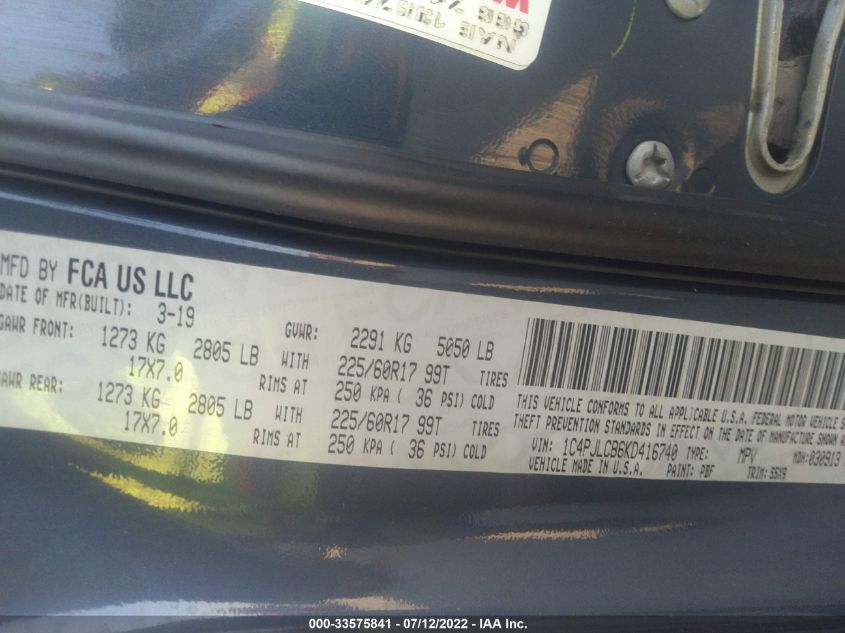 MFD BY FCA US LLC
DATE OF MFR(BUILT): 3-19 GVWR: 2291 KG 5050 LB
GAWR FRONT: 1273 KG 2805 LB WITH 225/60R17 99T TIRES
17X7.0 RIMS AT 250 KPA ( 36 PSI) COLD
GAWR REAR: 1273 KG 2805 LB WITH 225/60R17 99T TIRES
17X7.0 RIMS AT 250 KPA ( 36 PSI) COLD
THIS VEHICLE CONFORMS TO ALL APPLICABLE U.S.A. FEDERAL MOTOR VEHICLE
THEFT PREVENTION STANDARDS IN EFFECT ON THE DATE OF MANUFACTURE SHOWN
VIN: 1C4PJLCB6KD416740 TYPE: MPV MDH: 030913
VEHICLE MADE IN U.S.A. PAINT: PBF TRIM: S5X9
000-33575841 / 07/12/2022 - IAA Inc.